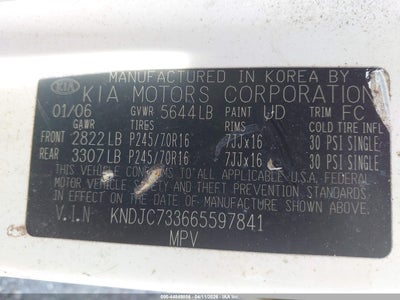 MANUFACTURED IN KOREA BY
KIA KIA MOTORS CORPORATION
01/06 GVWR 5644LB PAINT UD TRIM FC
GAWR TIRES RIMS COLD TIRE INFL
FRONT 2822LB P245/70R16 7JJx16 30 PSI SINGLE
REAR 3307LB P245/70R16 7JJx16 30 PSI SINGLE
THIS VEHICLE CONFORMS TO ALL APPLICABLE U.S.A. FEDERAL
MOTOR VEHICLE SAFETY, BUMPER, AND THEFT PREVENTION
STANDARDS IN EFFECT ON THE DATE OF
MANUFACTURE SHOWN ABOVE.
V.I.N KNDJC733665597841
MPV